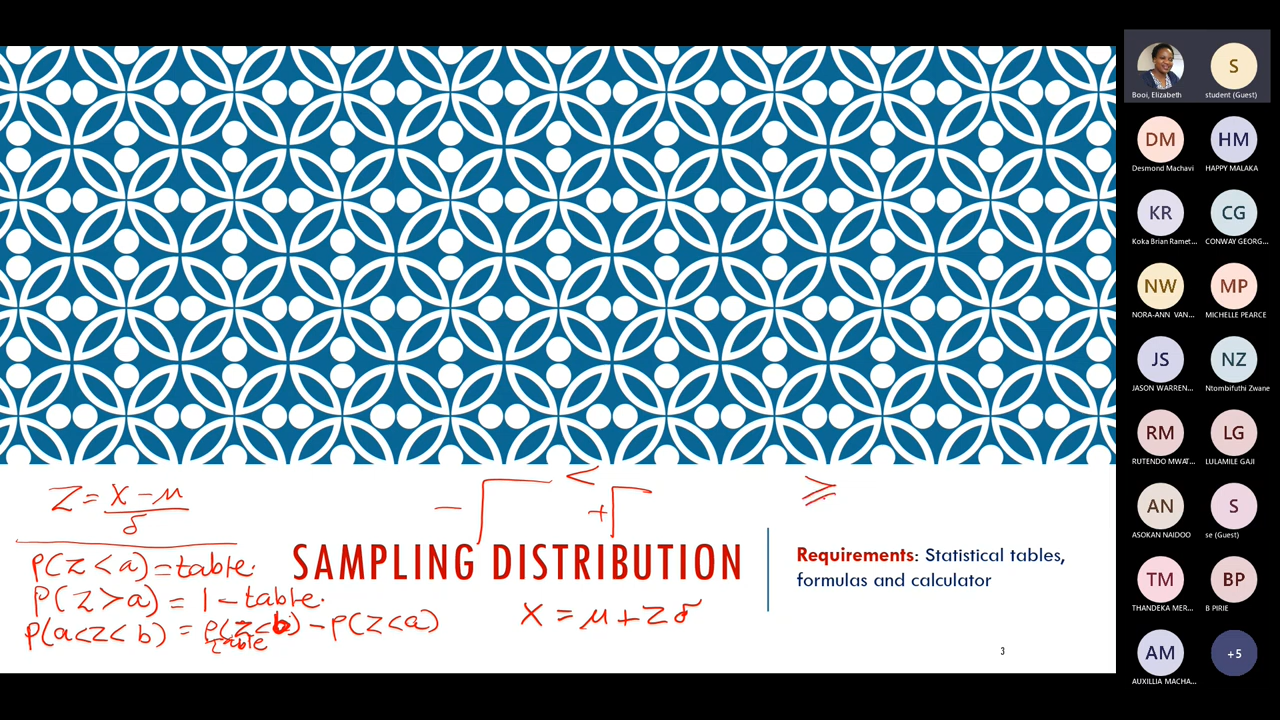 Z = X - μ / δ
P(Z < a) = table.
P(Z > a) = 1 - table.
P(a < Z < b) = P(Z < b) - P(Z < a)
table
<
-
+
≥
SAMPLING DISTRIBUTION
X = μ + Z δ
Requirements: Statistical tables,
formulas and calculator
3
Booi, Elizabeth
S
student (Guest)
DM
Desmond Machavi
HM
HAPPY MALAKA
KR
Koka Brian Ramet...
CG
CONWAY GEORG...
NW
NORA-ANN VAN...
MP
MICHELLE PEARCE
JS
JASON WARREN...
NZ
Ntombifuthi Zwane
RM
RUTENDO MWAT...
LG
LULAMILE GAJI
AN
ASOKAN NAIDOO
S
se (Guest)
TM
THANDEKA MER...
BP
B PIRIE
AM
AUXILLIA MACHA...
+5